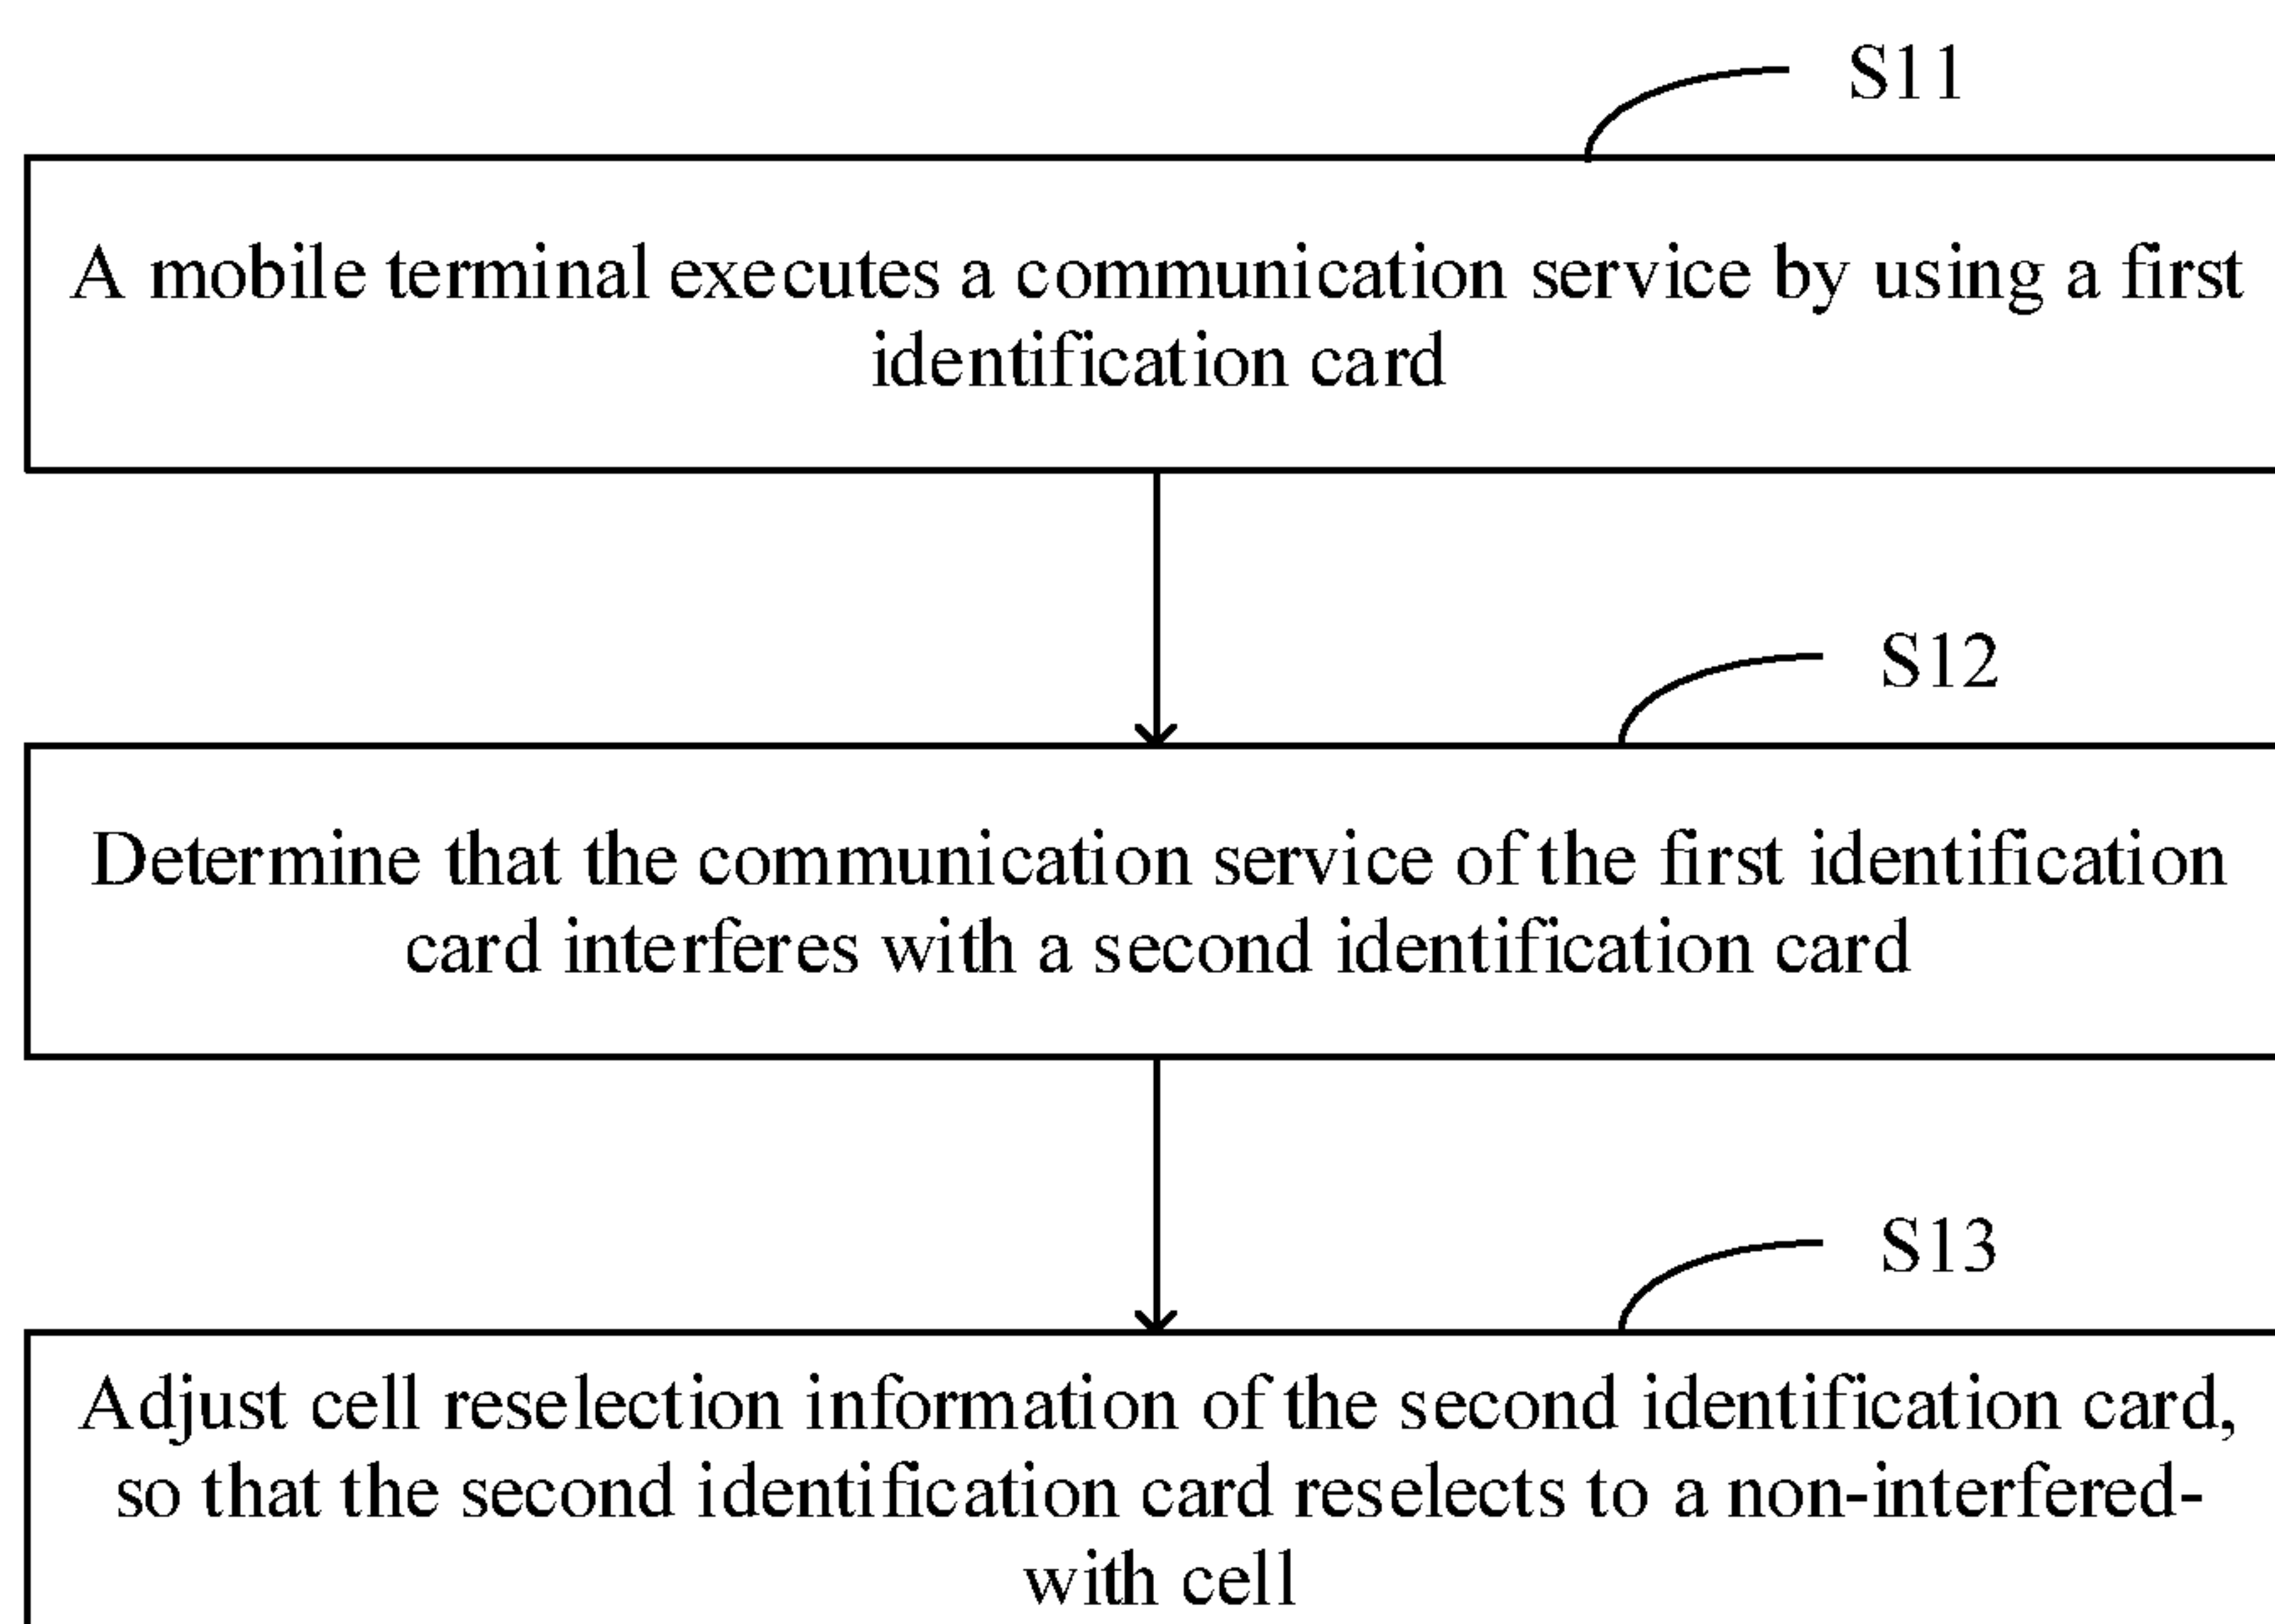 S11
A mobile terminal executes a communication service by using a first
identification card
S12
Determine that the communication service of the first identification
card interferes with a second identification card
S13
Adjust cell reselection information of the second identification card,
so that the second identification card reselects to a non-interfered-
with cell